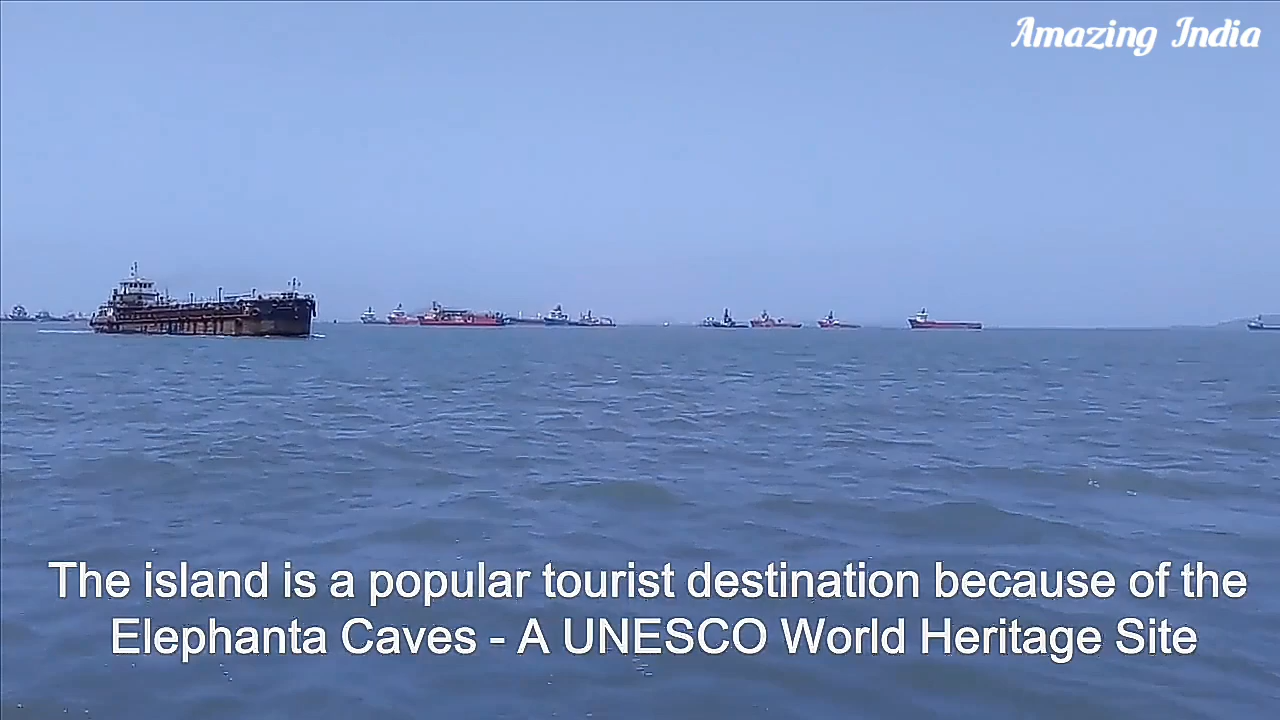 Amazing India
The island is a popular tourist destination because of the
Elephanta Caves - A UNESCO World Heritage Site